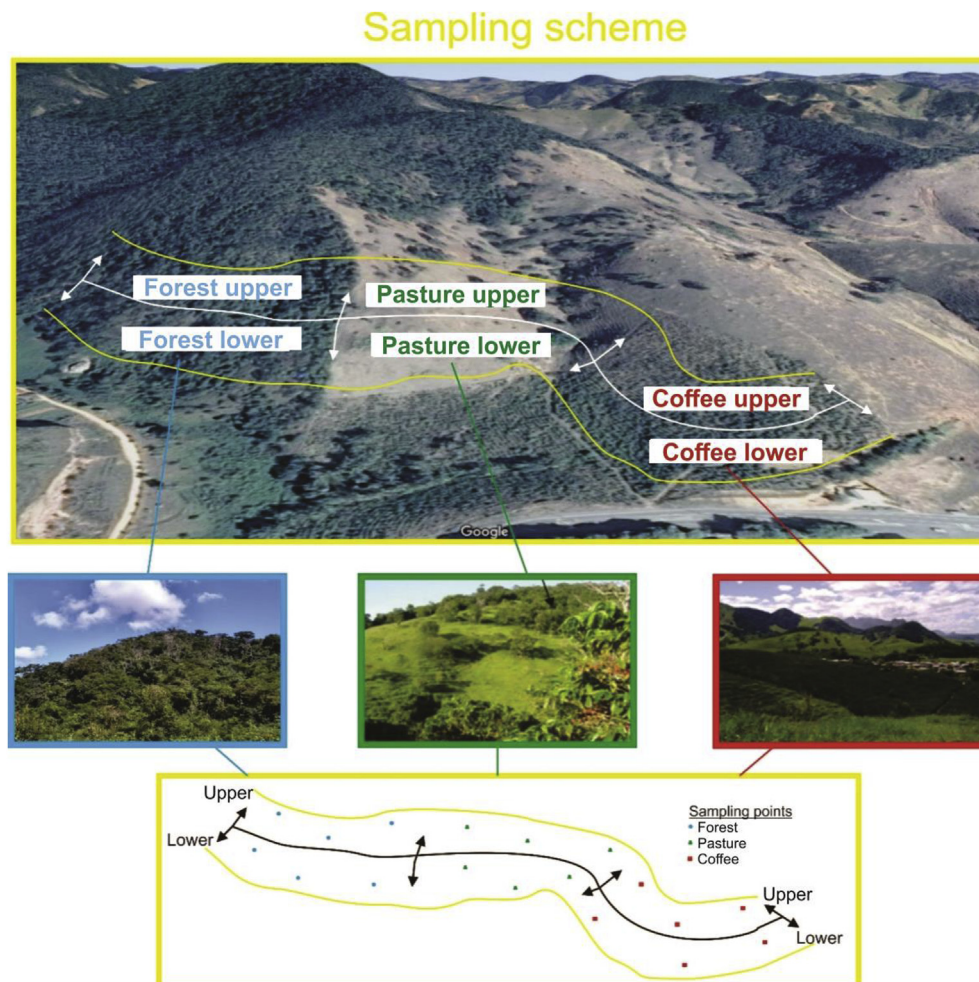 Sampling scheme
Forest upper
Pasture upper
Forest lower
Pasture lower
Coffee upper
Coffee lower
Google
Upper
Lower
Sampling points
Forest
Pasture
Coffee
Upper
Lower